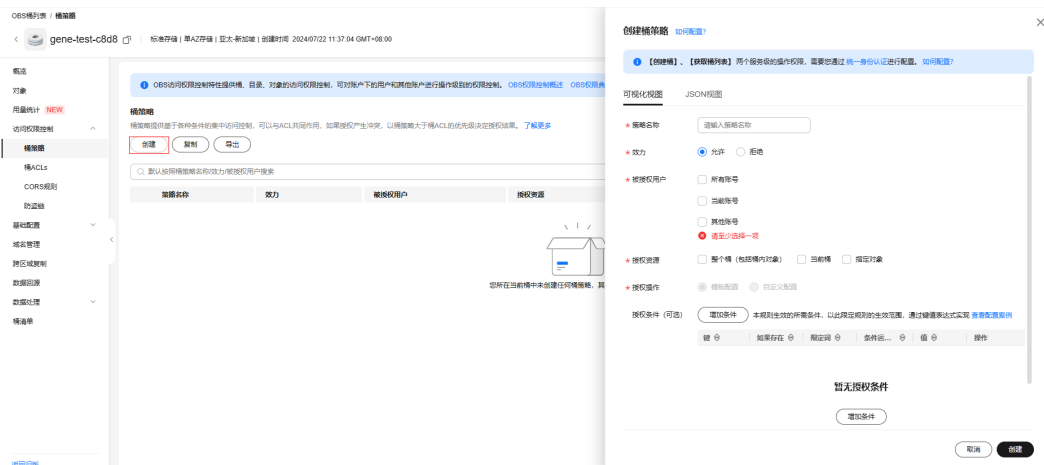 OBS桶列表 / 桶策略
gene-test-c8d8
标准存储 | 单AZ存储 | 亚太-新加坡 | 创建时间 2024/07/22 11:37:04 GMT+08:00
概览
对象
用量统计 NEW
访问权限控制
桶策略
桶ACLs
CORS规则
防盗链
基础配置
域名管理
跨区域复制
数据回源
数据处理
桶清单
返回旧版
OBS访问权限控制特性提供桶、目录、对象的访问权限控制，可对账户下的用户和其他账户进行操作级别的权限控制。 OBS权限控制概述 OBS权限典
桶策略
桶策略提供基于各种条件的集中访问控制，可以与ACL共同作用，如果授权产生冲突，以桶策略大于桶ACL的优先级决定授权结果。 了解更多
创建 复制 导出
默认按照桶策略名称/效力/被授权用户搜索
策略名称 效力 被授权用户 授权资源
您所在当前桶中未创建任何桶策略，其
创建桶策略 如何配置?
【创建桶】、【获取桶列表】两个服务级的操作权限，需要您通过 统一身份认证进行配置。 如何配置?
可视化视图 JSON视图
* 策略名称 请输入策略名称
* 效力 允许 拒绝
* 被授权用户 所有账号
当前账号
其他账号
请至少选择一项
* 授权资源 整个桶（包括桶内对象） 当前桶 指定对象
* 授权操作 模板配置 自定义配置
授权条件（可选） 增加条件 本规则生效的所需条件，以此限定规则的生效范围，通过键值表达式实现 查看配置案例
键 如果存在 限定词 条件运... 值 操作
暂无授权条件
增加条件
取消 创建